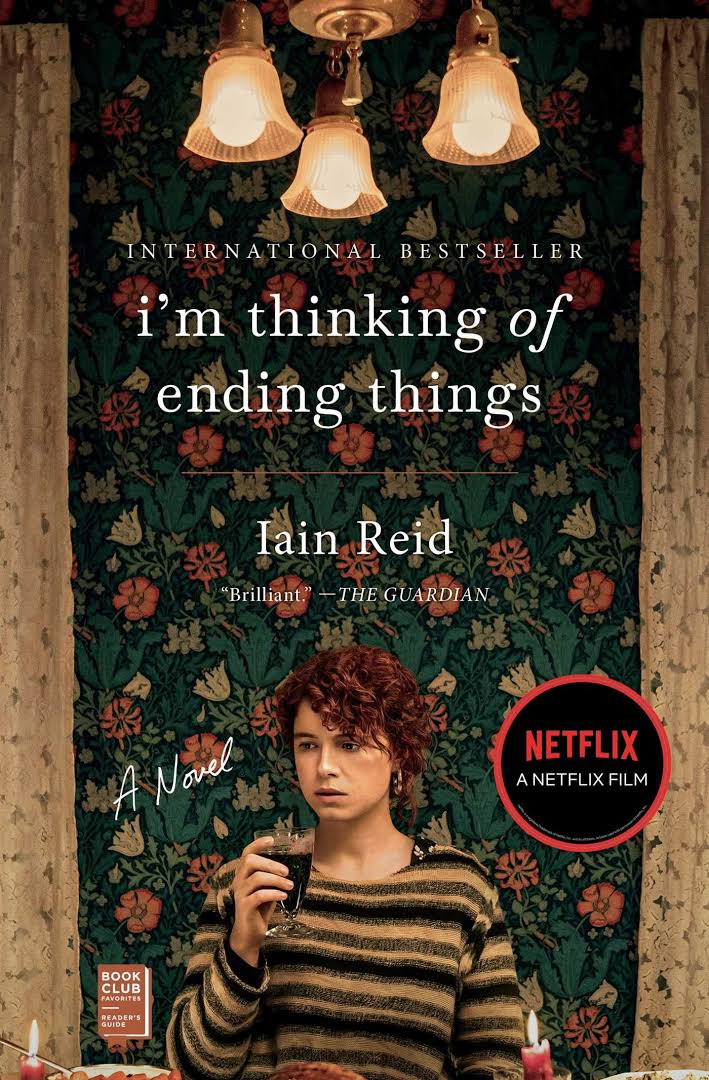 INTERNATIONAL BESTSELLER
i'm thinking of
ending things
Iain Reid
“Brilliant.” —THE GUARDIAN
A Novel
NETFLIX
A NETFLIX FILM
BOOK
CLUB
FAVORITES
READER'S
GUIDE